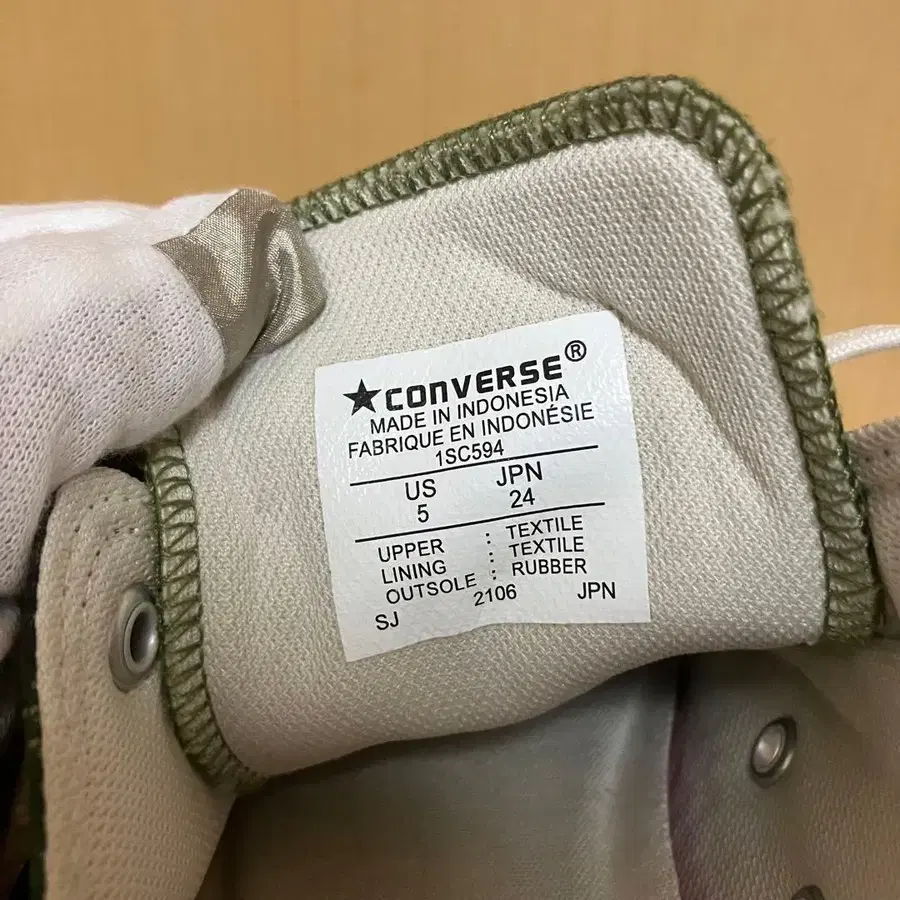 ★CONVERSE®
MADE IN INDONESIA
FABRIQUE EN INDONÉSIE
1SC594
US JPN
5 24
UPPER : TEXTILE
LINING : TEXTILE
OUTSOLE : RUBBER
SJ 2106 JPN